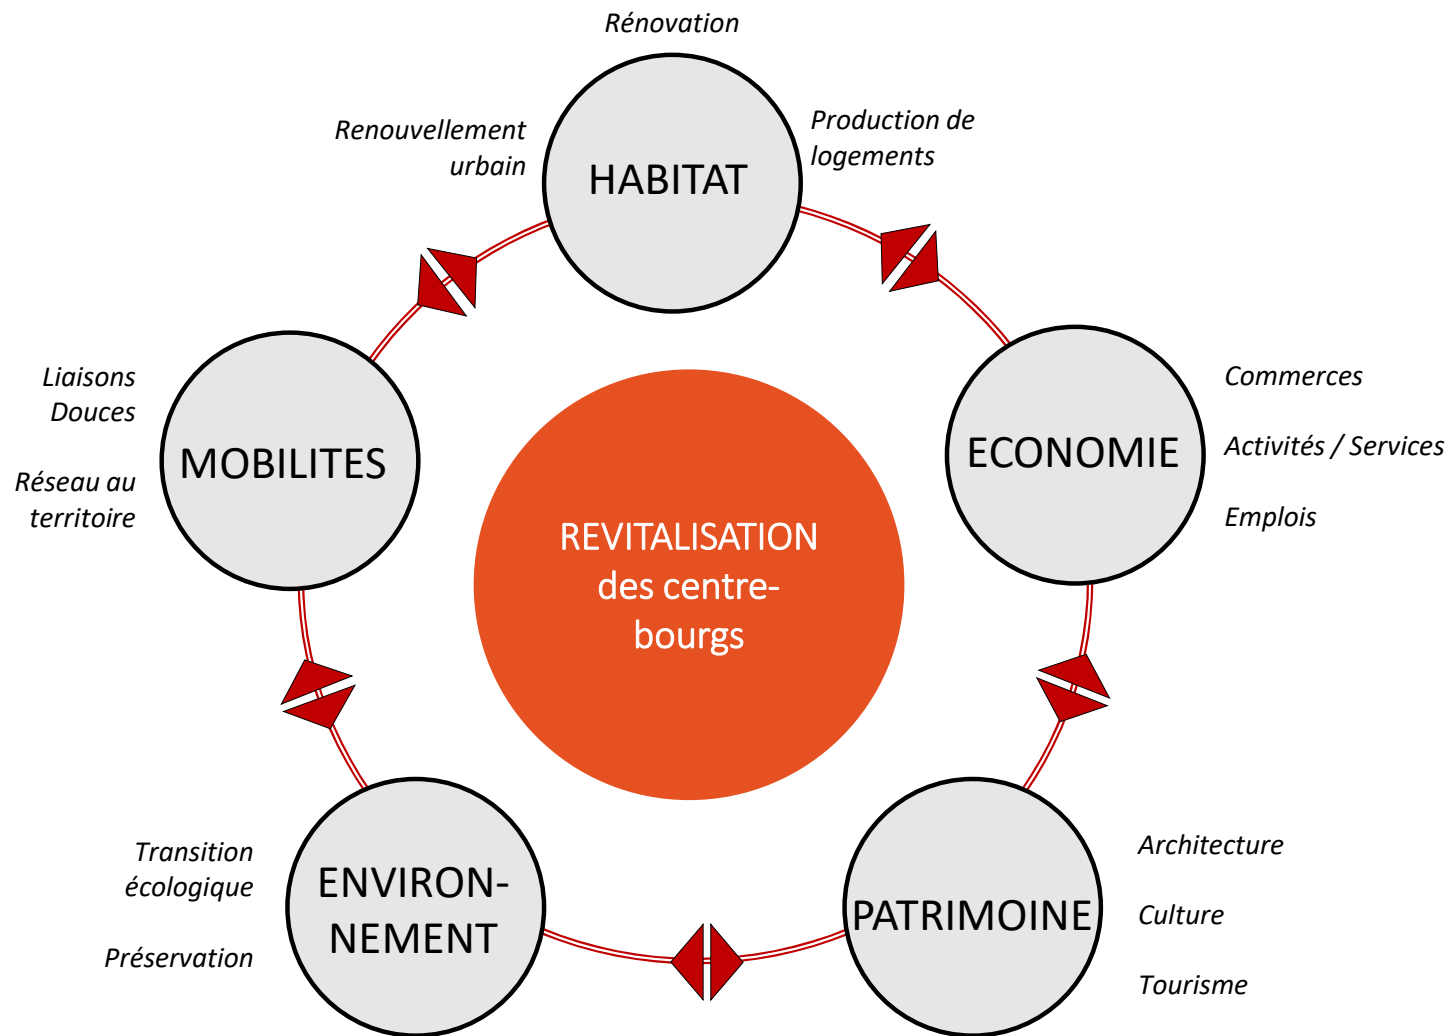 Rénovation
Renouvellement
urbain
HABITAT
Production de
logements
Liaisons
Douces
Réseau au
territoire
MOBILITES
ECONOMIE
Commerces
Activités / Services
Emplois
REVITALISATION
des centre-
bourgs
Transition
écologique
Préservation
ENVIRON-
NEMENT
PATRIMOINE
Architecture
Culture
Tourisme